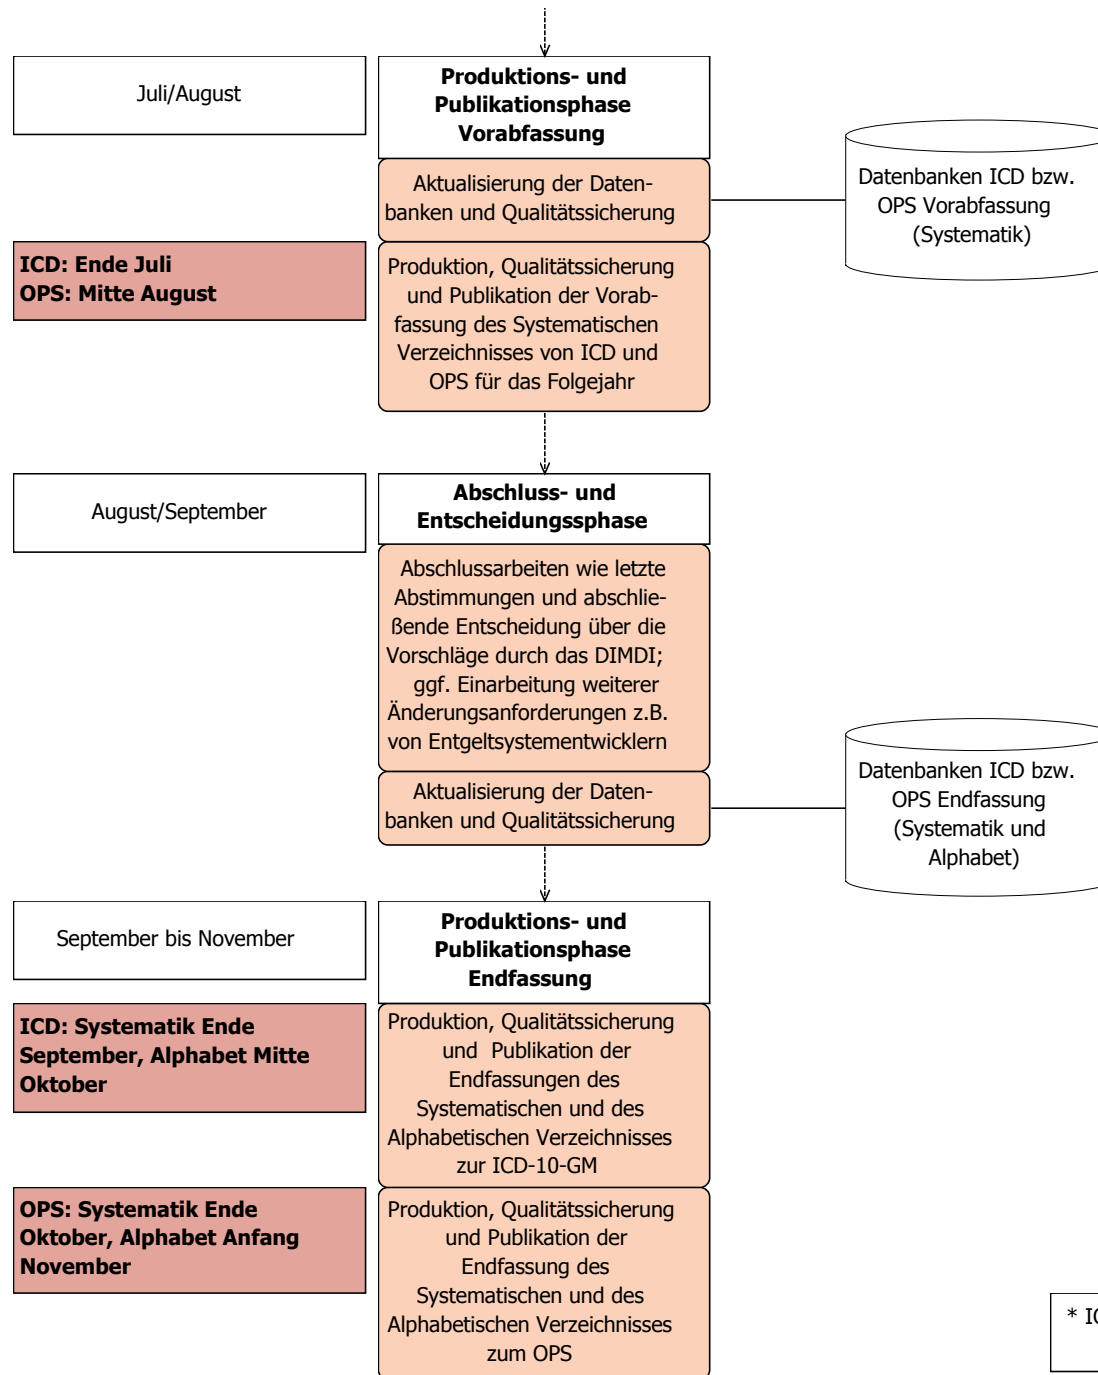 Juli/August
Produktions- und
Publikationsphase
Vorabfassung
Aktualisierung der Daten-
banken und Qualitätssicherung
Datenbanken ICD bzw.
OPS Vorabfassung
(Systematik)
ICD: Ende Juli
OPS: Mitte August
Produktion, Qualitätssicherung
und Publikation der Vorab-
fassung des Systematischen
Verzeichnisses von ICD und
OPS für das Folgejahr
August/September
Abschluss- und
Entscheidungssphase
Abschlussarbeiten wie letzte
Abstimmungen und abschlie-
ßende Entscheidung über die
Vorschläge durch das DIMDI;
ggf. Einarbeitung weiterer
Änderungsanforderungen z.B.
von Entgeltsystementwicklern
Aktualisierung der Daten-
banken und Qualitätssicherung
Datenbanken ICD bzw.
OPS Endfassung
(Systematik und
Alphabet)
September bis November
Produktions- und
Publikationsphase
Endfassung
ICD: Systematik Ende
September, Alphabet Mitte
Oktober
Produktion, Qualitätssicherung
und Publikation der
Endfassungen des
Systematischen und des
Alphabetischen Verzeichnisses
zur ICD-10-GM
OPS: Systematik Ende
Oktober, Alphabet Anfang
November
Produktion, Qualitätssicherung
und Publikation der
Endfassung des
Systematischen und des
Alphabetischen Verzeichnisses
zum OPS
*